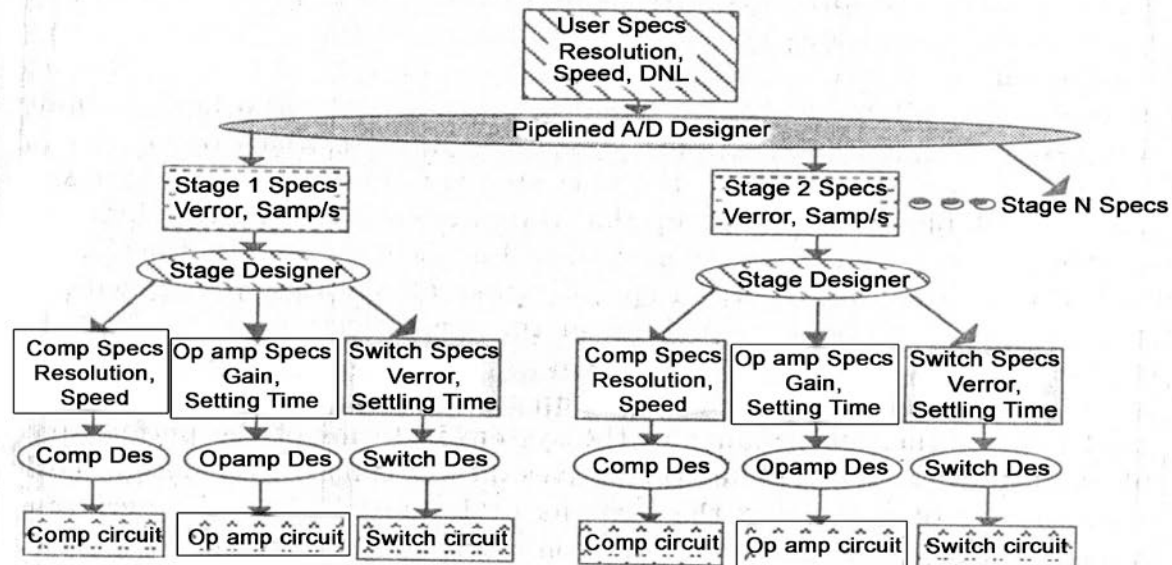 User Specs
Resolution,
Speed, DNL
Pipelined A/D Designer
Stage 1 Specs
Verror, Samp/s
Stage 2 Specs
Verror, Samp/s
Stage N Specs
Stage Designer
Stage Designer
Comp Specs
Resolution,
Speed
Op amp Specs
Gain,
Setting Time
Switch Specs
Verror,
Settling Time
Comp Specs
Resolution,
Speed
Op amp Specs
Gain,
Setting Time
Switch Specs
Verror,
Settling Time
Comp Des
Opamp Des
Switch Des
Comp Des
Opamp Des
Switch Des
Comp circuit
Op amp circuit
Switch circuit
Comp circuit
Op amp circuit
Switch circuit